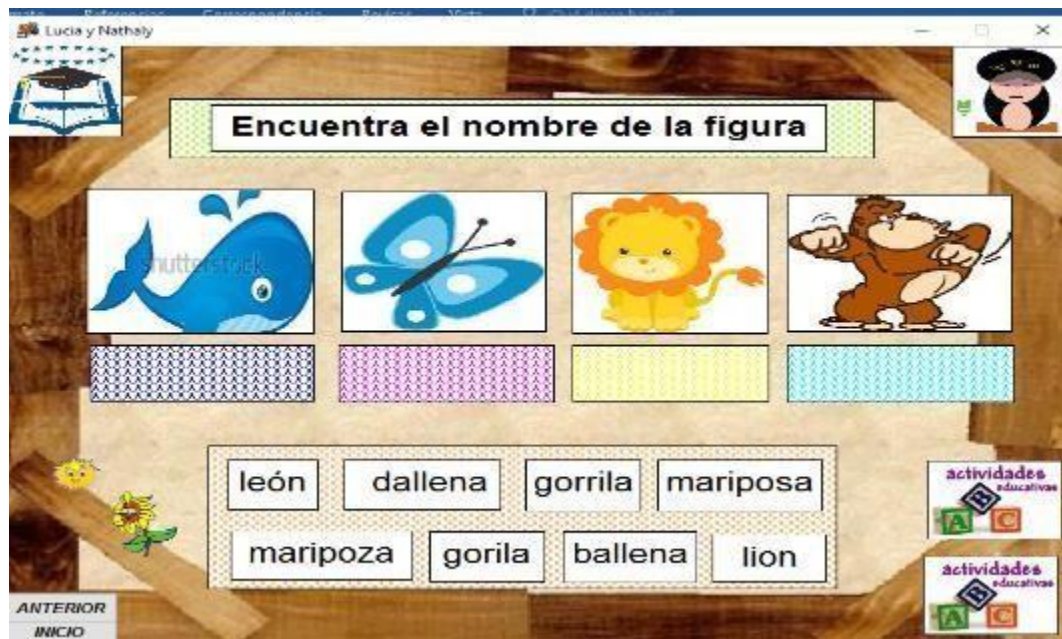 Lucia y Nathaly
Encuentra el nombre de la figura
shutterstock
león dallena gorrila mariposa
maripoza gorila ballena lion
actividades
educativas
A B C
actividades
educativas
A B C
ANTERIOR
INICIO